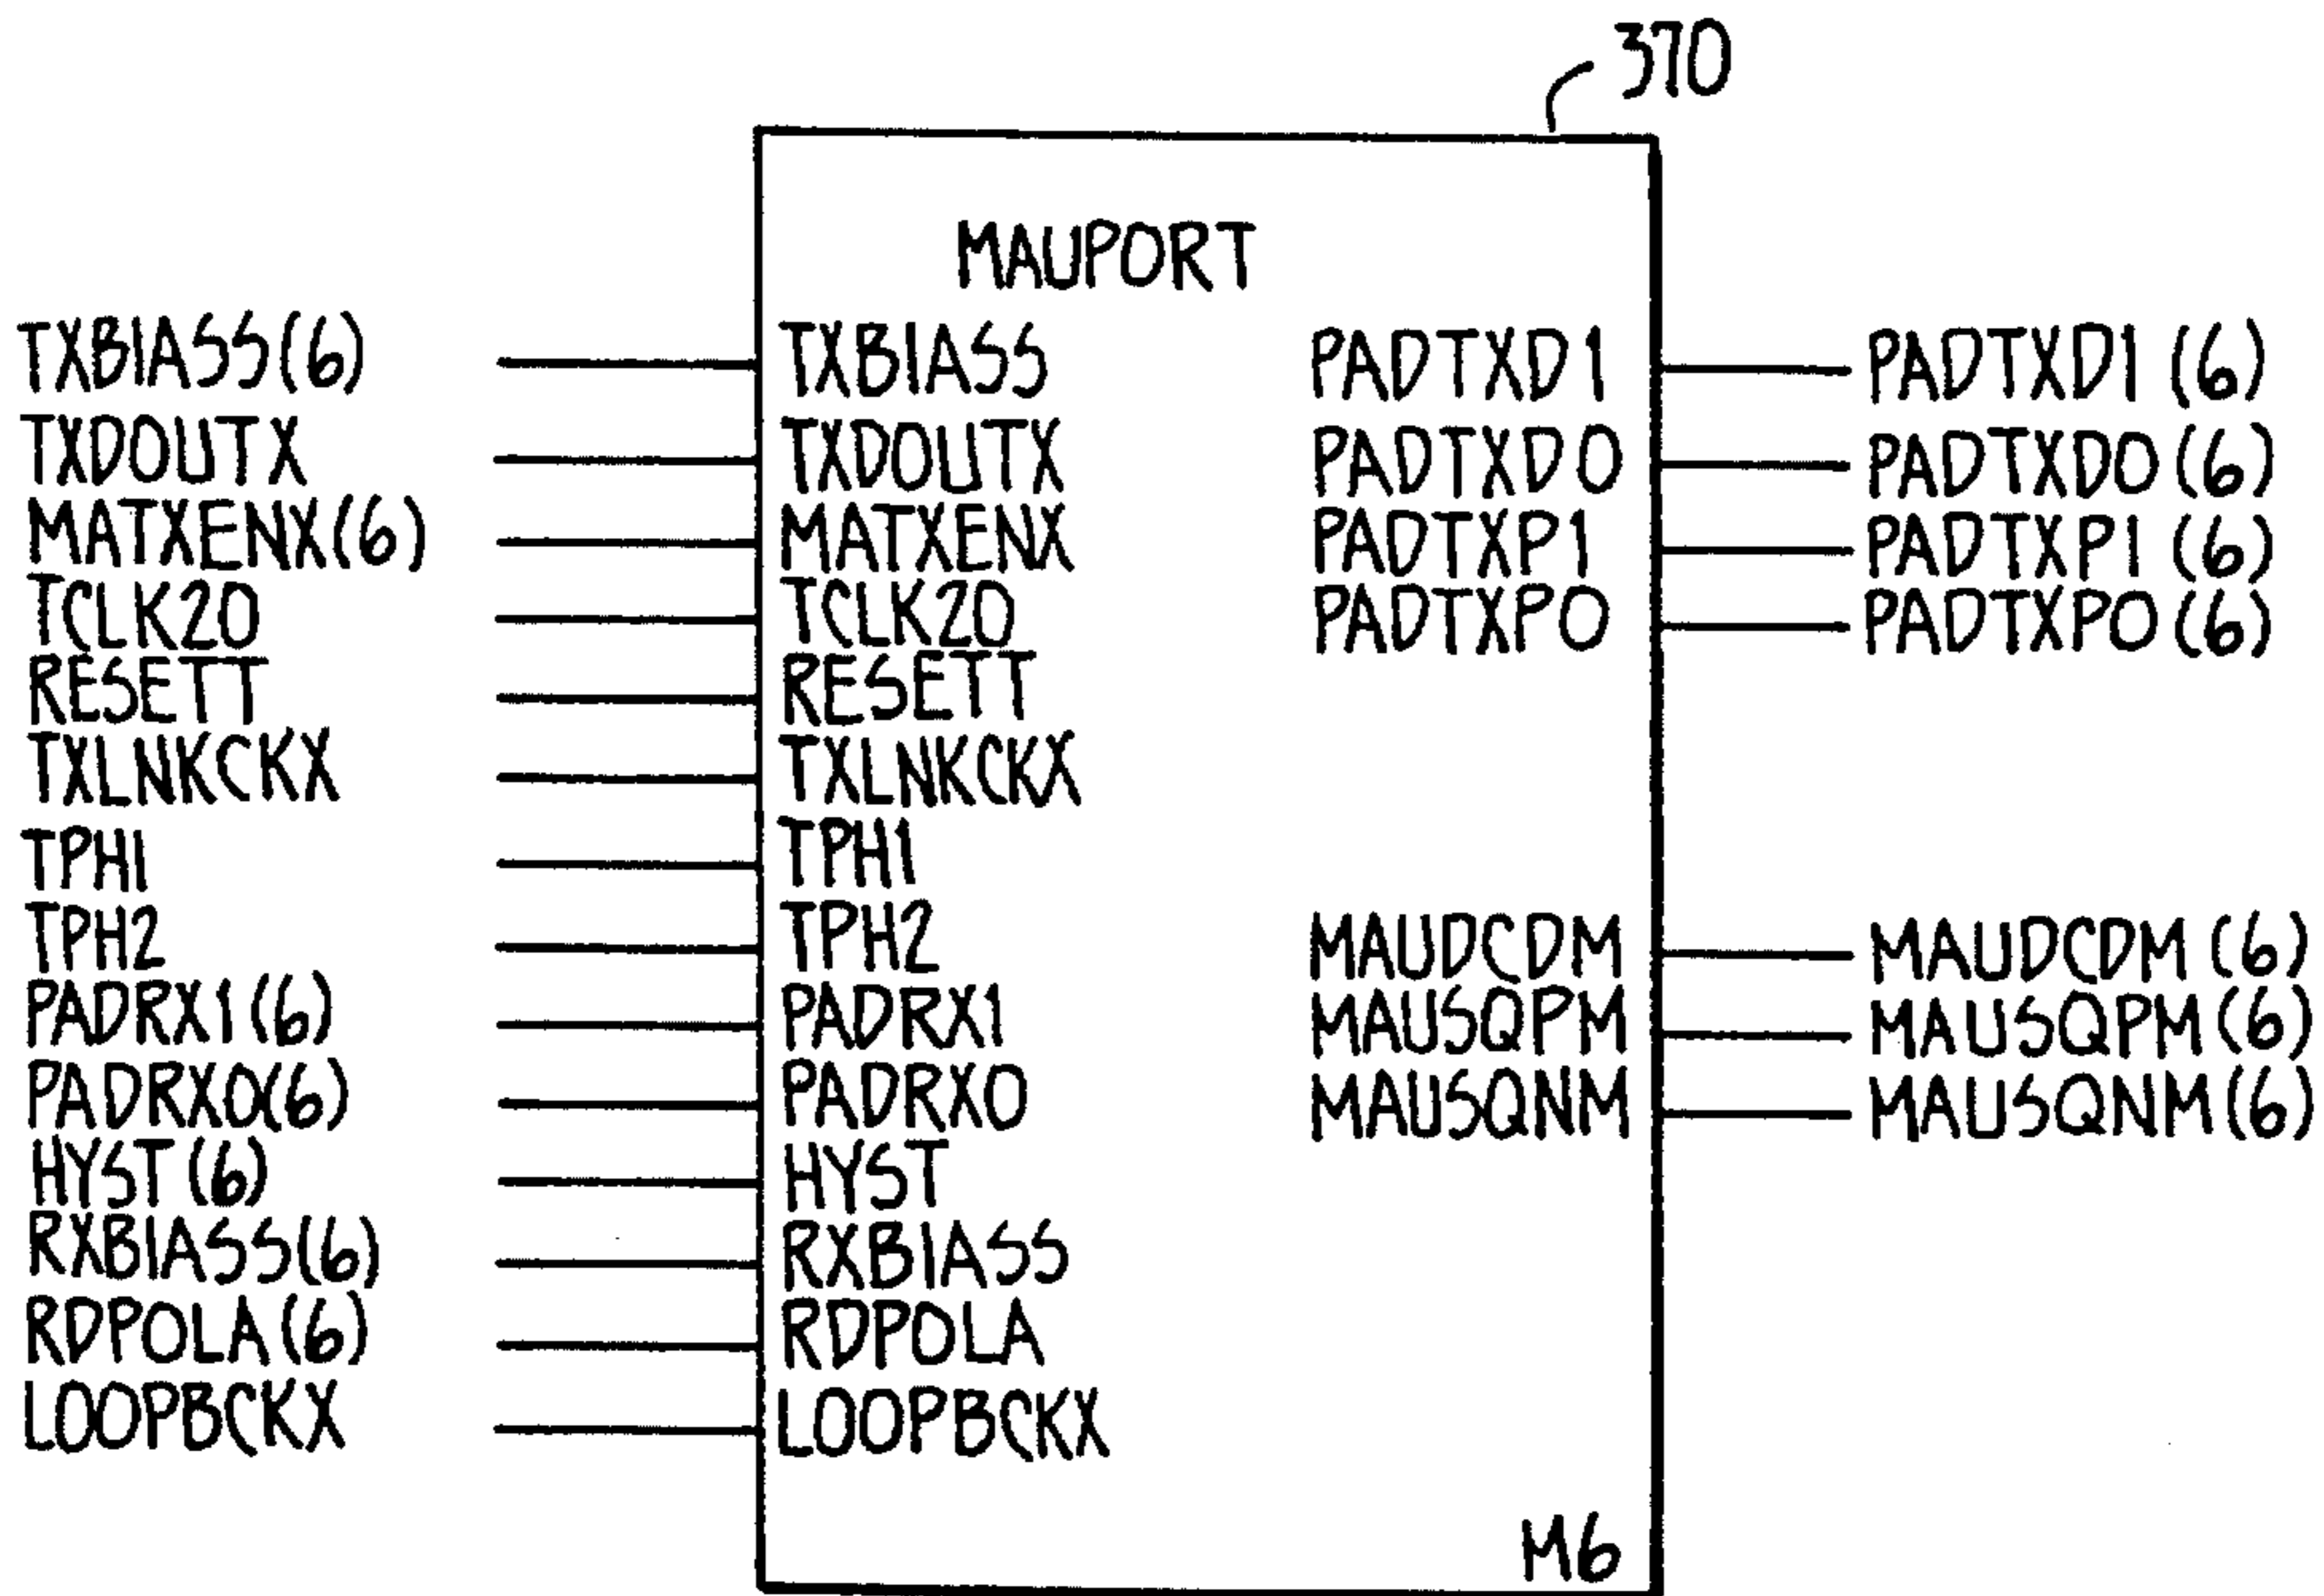 370
MAUPORT
TXBIASS(6) TXBIASS PADTXD1 PADTXD1(6)
TXDOUTX TXDOUTX PADTXD0 PADTXD0(6)
MATXENX(6) MATXENX PADTXP1 PADTXP1(6)
TCLK20 TCLK20 PADTXP0 PADTXP0(6)
RESETT RESETT
TXLNKCKX TXLNKCKX
TPH1 TPH1
TPH2 TPH2 MAUDCDM MAUDCDM(6)
PADRX1(6) PADRX1 MAUSQPM MAUSQPM(6)
PADRX0(6) PADRX0 MAUSQNM MAUSQNM(6)
HYST(6) HYST
RXBIASS(6) RXBIASS
RDPOLA(6) RDPOLA
LOOPBCKX LOOPBCKX
M6